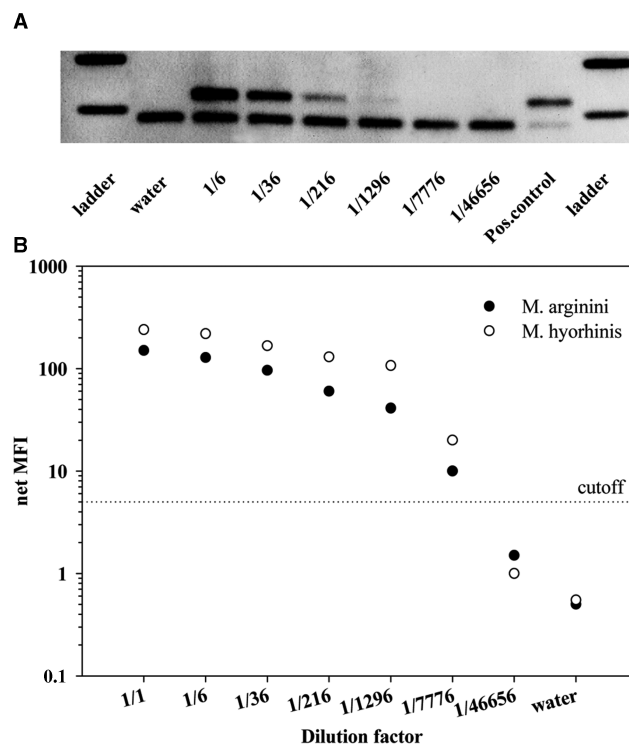 A
ladder
water
1/6
1/36
1/216
1/1296
1/7776
1/46656
Pos.control
ladder
B
1000
100
10
1
0.1
net MFI
M. arginini
M. hyorhinis
cutoff
1/1
1/6
1/36
1/216
1/1296
1/7776
1/46656
water
Dilution factor